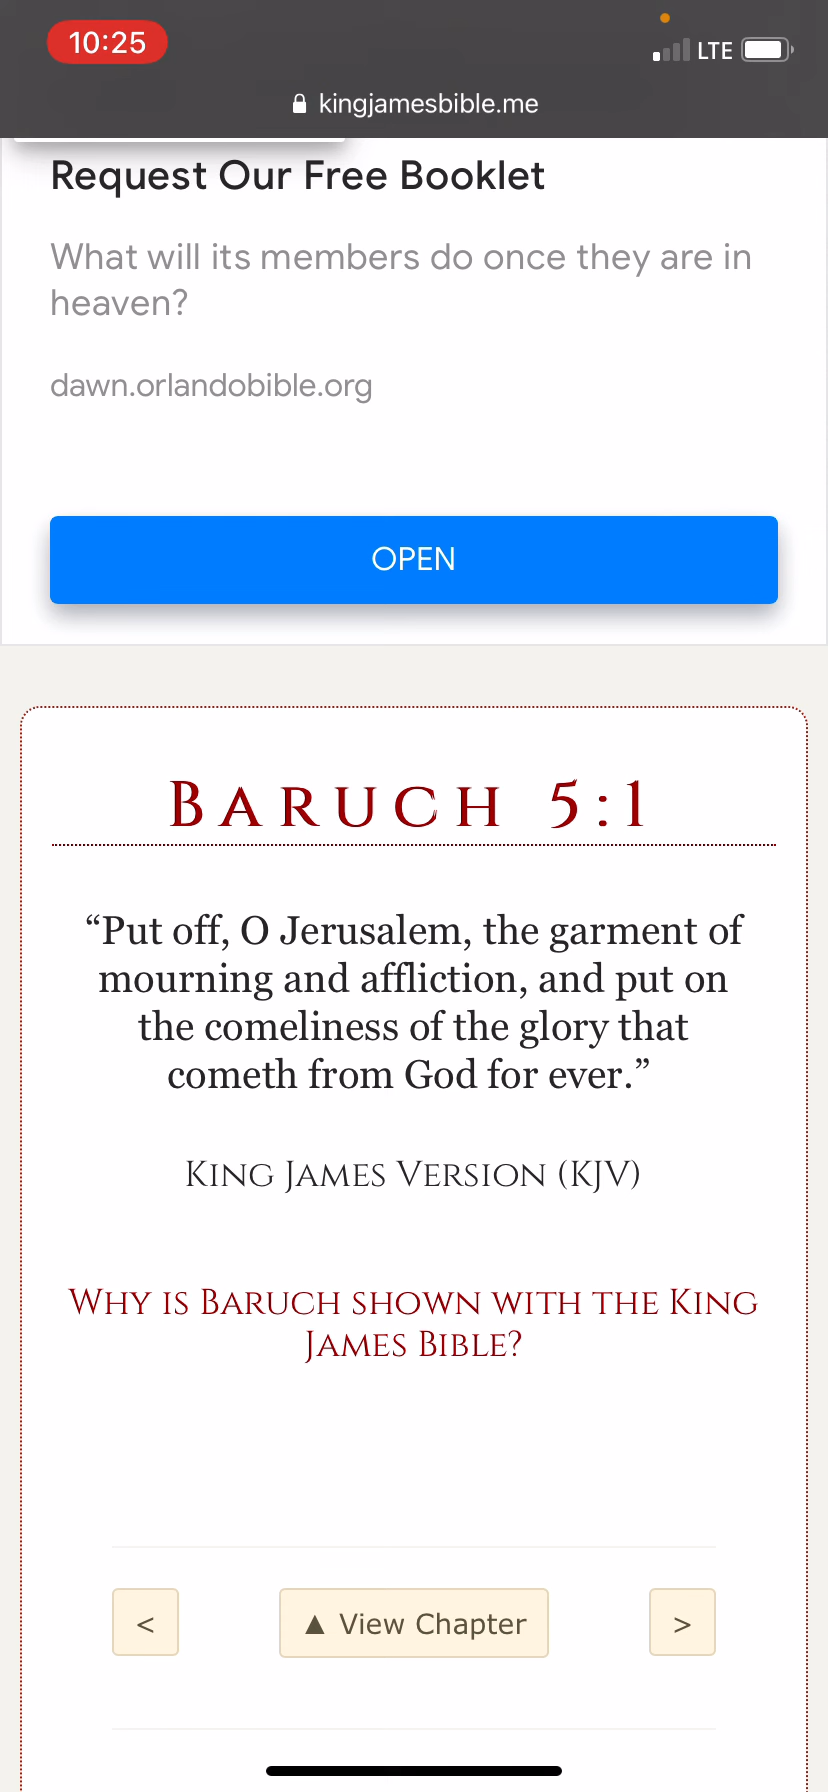 10:25
LTE
kingjamesbible.me
Request Our Free Booklet
What will its members do once they are in
heaven?
dawn.orlandobible.org
OPEN
Baruch 5:1
“Put off, O Jerusalem, the garment of
mourning and affliction, and put on
the comeliness of the glory that
cometh from God for ever.”
King James Version (KJV)
Why is Baruch shown with the King
James Bible?
<
▲ View Chapter
>